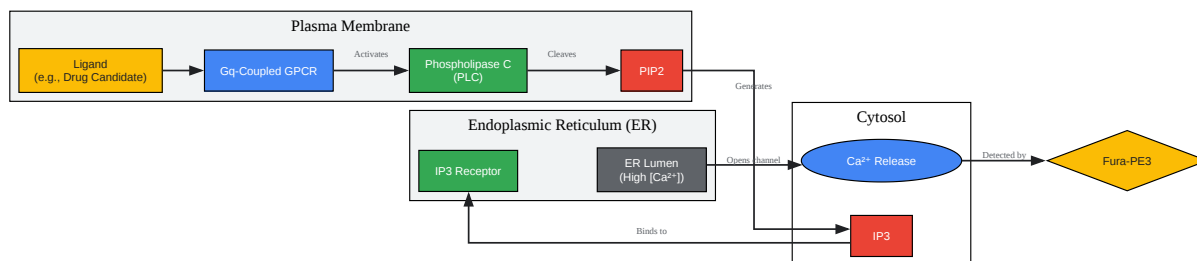 Plasma Membrane
Ligand
(e.g., Drug Candidate)
Gq-Coupled GPCR
Activates
Phospholipase C
(PLC)
Cleaves
PIP2
Generates
Endoplasmic Reticulum (ER)
IP3 Receptor
ER Lumen
(High [Ca²⁺])
Opens channel
Cytosol
Ca²⁺ Release
Detected by
Fura-PE3
Binds to
IP3